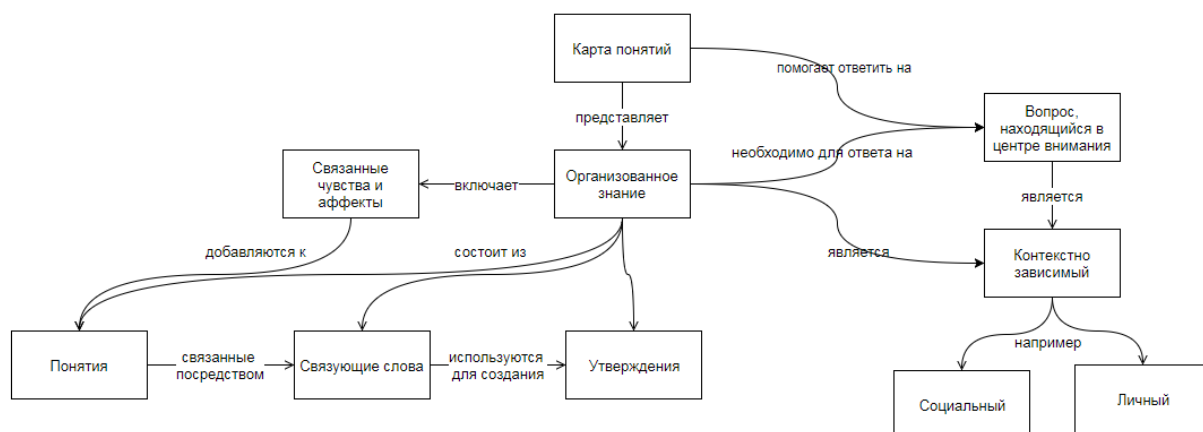 Карта понятий
помогает ответить на
представляет
Вопрос,
находящийся в
центре внимания
необходимо для ответа на
Связанные
чувства и
аффекты
включает
Организованное
знание
является
добавляются к
состоит из
является
Контекстно
зависимый
Понятия
связанные
посредством
Связующие слова
используются
для создания
Утверждения
например
Социальный
Личный